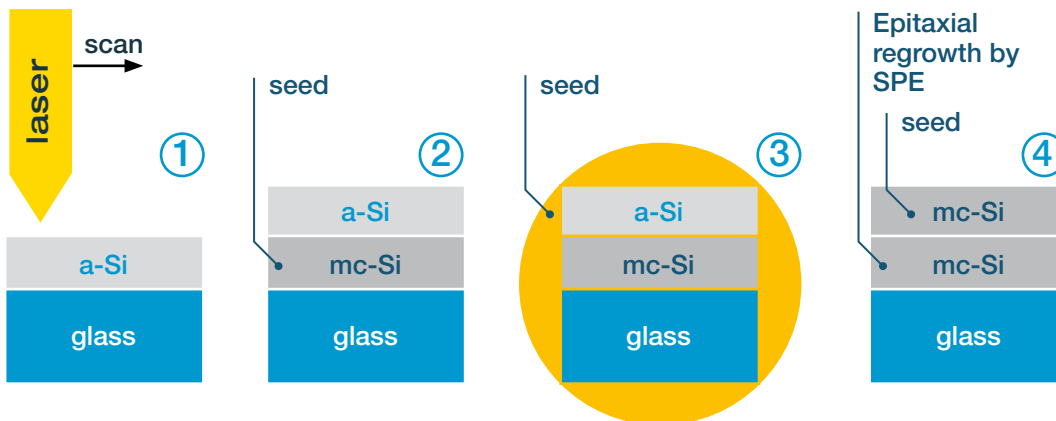 laser
scan
1
a-Si
glass
seed
2
a-Si
mc-Si
glass
seed
3
a-Si
mc-Si
glass
Epitaxial
regrowth by
SPE
seed
4
mc-Si
mc-Si
glass